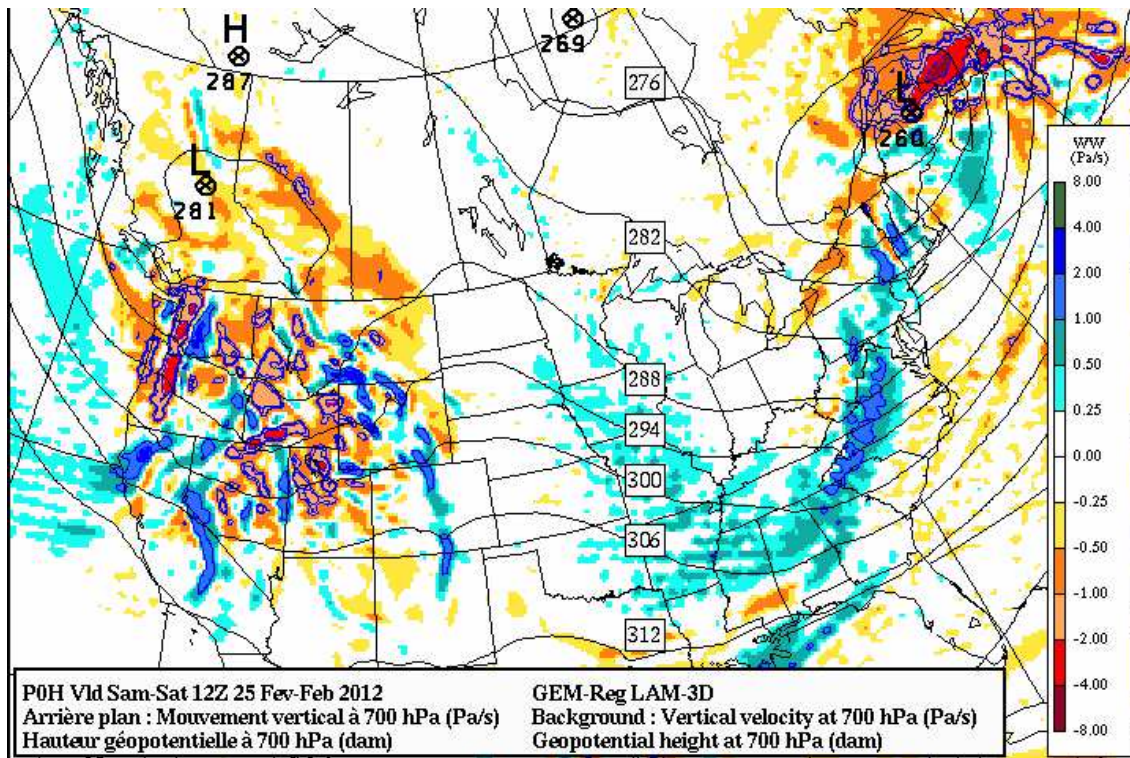 H
287
269
276
L
260
L
281
282
288
294
300
306
312
WW
(Pa/s)
8.00
4.00
2.00
1.00
0.50
0.25
0.00
-0.25
-0.50
-1.00
-2.00
-4.00
-8.00
P0H Vld Sam-Sat 12Z 25 Fev-Feb 2012
GEM-Reg LAM-3D
Arrière plan : Mouvement vertical à 700 hPa (Pa/s)
Background : Vertical velocity at 700 hPa (Pa/s)
Hauteur géopotentielle à 700 hPa (dam)
Geopotential height at 700 hPa (dam)